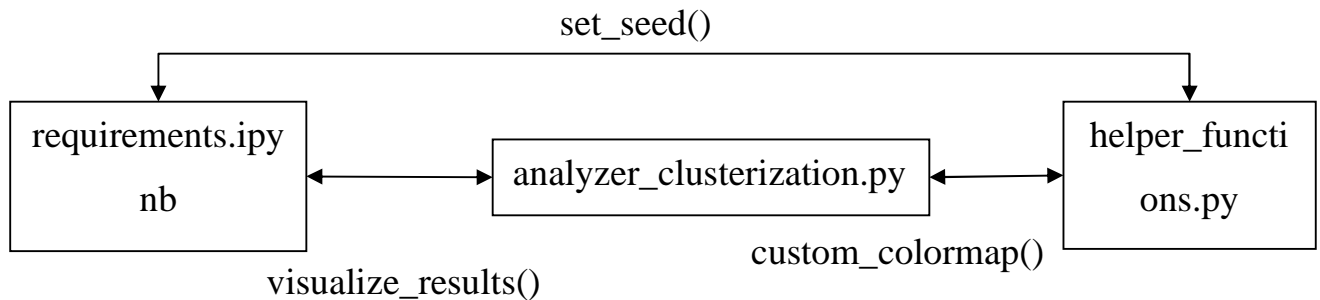 set_seed()
requirements.ipy
nb
analyzer_clusterization.py
helper_functi
ons.py
visualize_results()
custom_colormap()